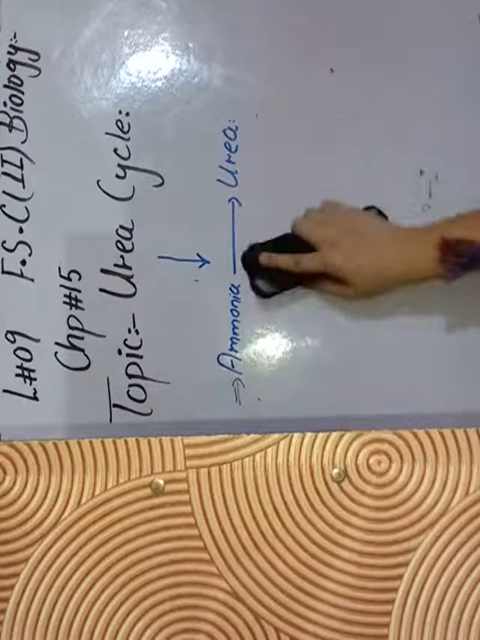 L#09 F.S.C(II) Biology:-
Chp#15
Topic:- Urea Cycle:
↓
⇒ Ammonia → Urea: